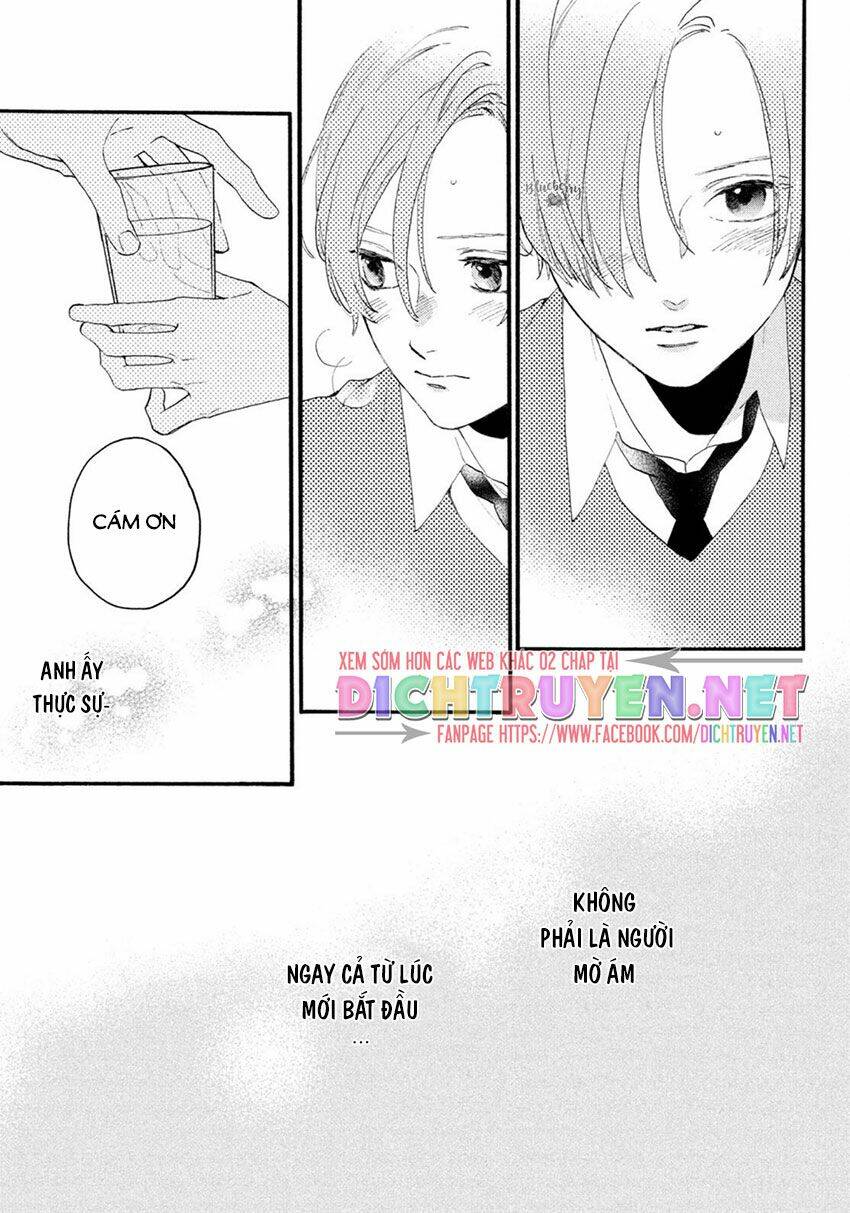 Blueberry
CÁM ƠN
ANH ẤY
THỰC SỰ-
XEM SỚM HƠN CÁC WEB KHÁC 02 CHAP TẠI
DICHTRUYEN.NET
FANPAGE HTTPS://WWW.FACEBOOK.COM/DICHTRUYEN.NET
KHÔNG
PHẢI LÀ NGƯỜI
MỜ ÁM
NGAY CẢ TỪ LÚC
MỚI BẮT ĐẦU
...